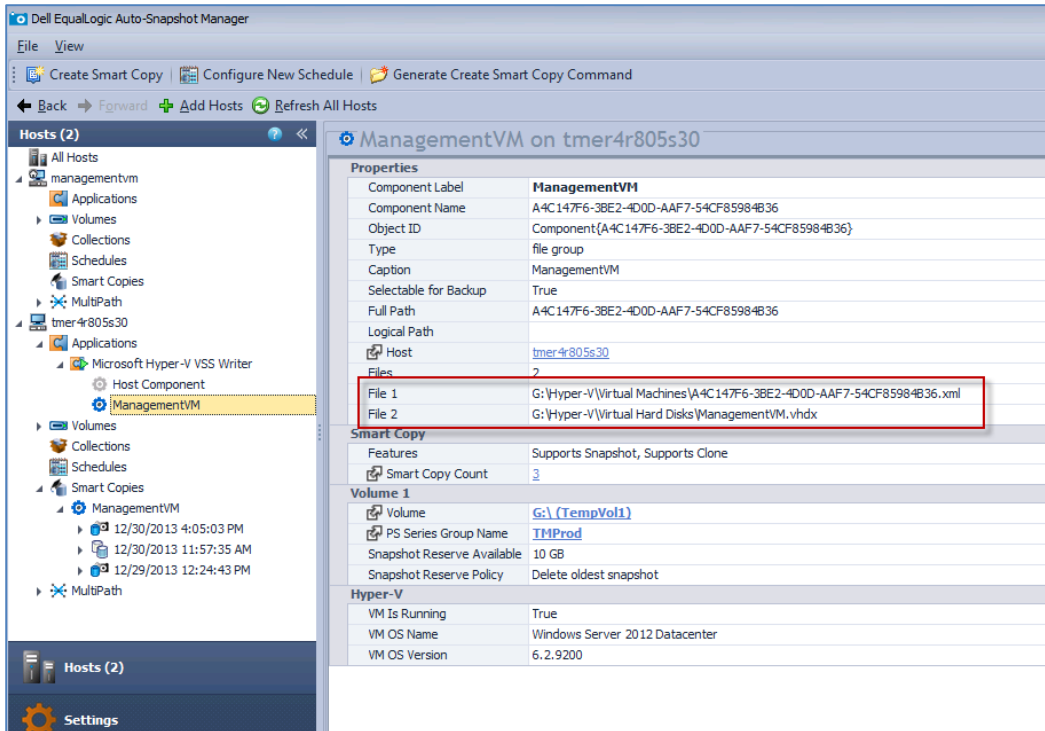 Dell EqualLogic Auto-Snapshot Manager
File View
Create Smart Copy Configure New Schedule Generate Create Smart Copy Command
Back Forward Add Hosts Refresh All Hosts
Hosts (2)
All Hosts
managementvm
Applications
Volumes
Collections
Schedules
Smart Copies
MultiPath
tmer4r805s30
Applications
Microsoft Hyper-V VSS Writer
Host Component
ManagementVM
Volumes
Collections
Schedules
Smart Copies
ManagementVM
12/30/2013 4:05:03 PM
12/30/2013 11:57:35 AM
12/29/2013 12:24:43 PM
MultiPath
Hosts (2)
Settings
ManagementVM on tmer4r805s30
Properties
Component Label ManagementVM
Component Name A4C147F6-3BE2-4D0D-AAF7-54CF85984B36
Object ID Component{A4C147F6-3BE2-4D0D-AAF7-54CF85984B36}
Type file group
Caption ManagementVM
Selectable for Backup True
Full Path A4C147F6-3BE2-4D0D-AAF7-54CF85984B36
Logical Path
Host tmer4r805s30
Files 2
File 1 G:\Hyper-V\Virtual Machines\A4C147F6-3BE2-4D0D-AAF7-54CF85984B36.xml
File 2 G:\Hyper-V\Virtual Hard Disks\ManagementVM.vhdx
Smart Copy
Features Supports Snapshot, Supports Clone
Smart Copy Count 3
Volume 1
Volume G:\ (TempVol1)
PS Series Group Name TMProd
Snapshot Reserve Available 10 GB
Snapshot Reserve Policy Delete oldest snapshot
Hyper-V
VM Is Running True
VM OS Name Windows Server 2012 Datacenter
VM OS Version 6.2.9200